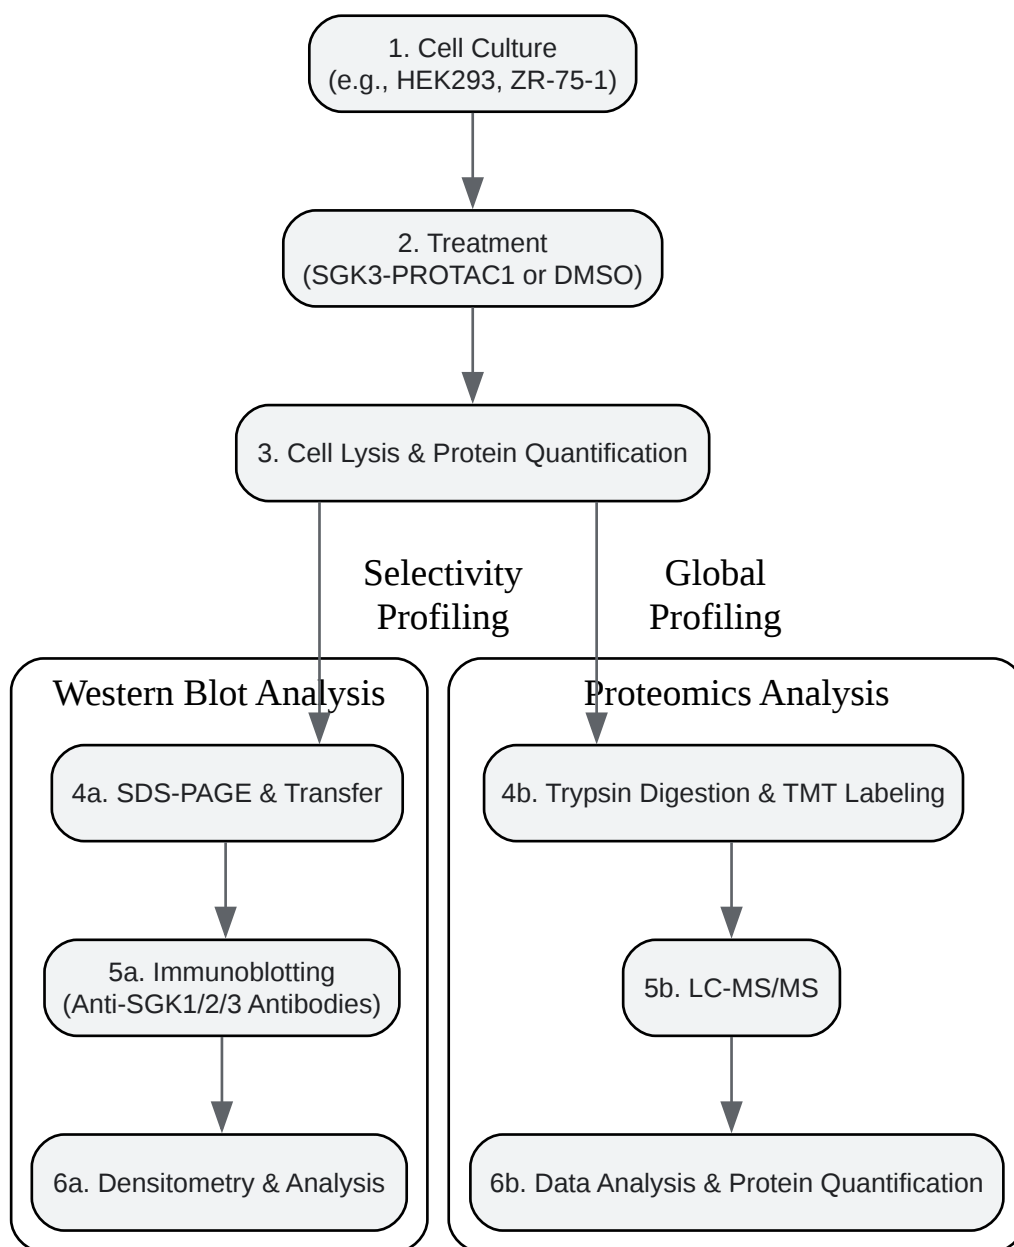 1. Cell Culture
(e.g., HEK293, ZR-75-1)
2. Treatment
(SGK3-PROTAC1 or DMSO)
3. Cell Lysis & Protein Quantification
Selectivity
Profiling
Global
Profiling
Western Blot Analysis
4a. SDS-PAGE & Transfer
5a. Immunoblotting
(Anti-SGK1/2/3 Antibodies)
6a. Densitometry & Analysis
Proteomics Analysis
4b. Trypsin Digestion & TMT Labeling
5b. LC-MS/MS
6b. Data Analysis & Protein Quantification